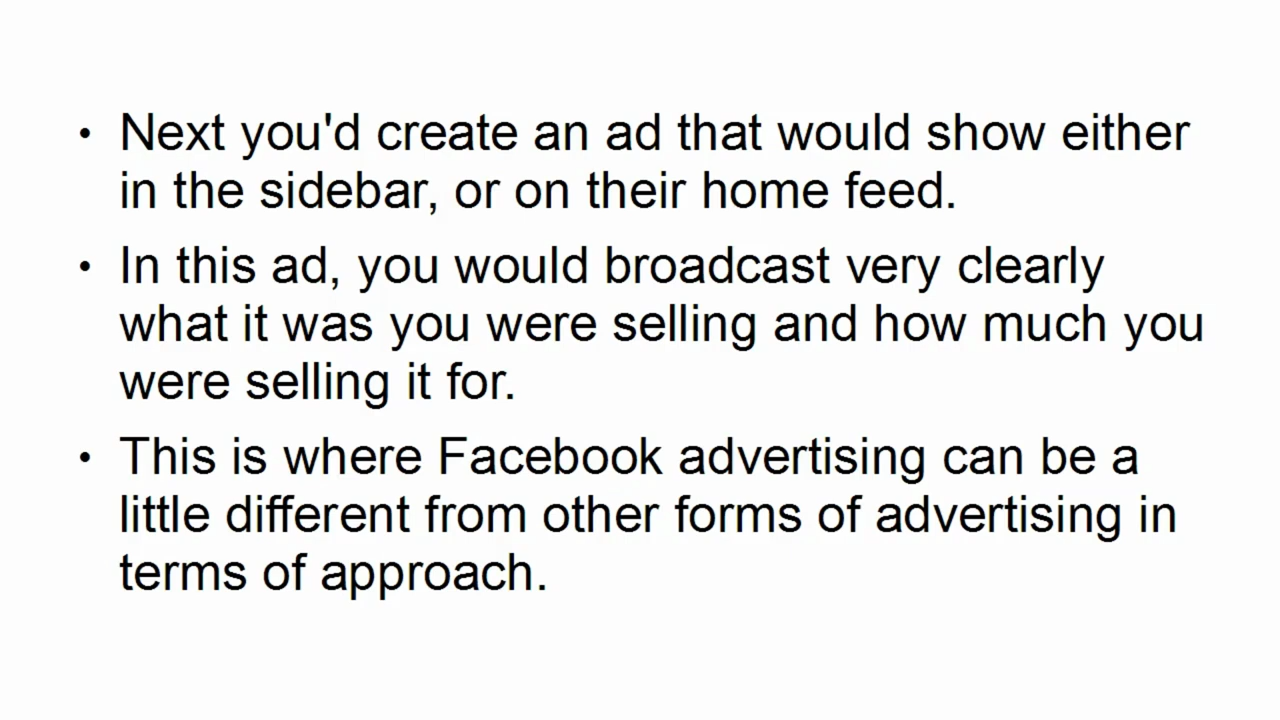 • Next you'd create an ad that would show either
in the sidebar, or on their home feed.
• In this ad, you would broadcast very clearly
what it was you were selling and how much you
were selling it for.
• This is where Facebook advertising can be a
little different from other forms of advertising in
terms of approach.